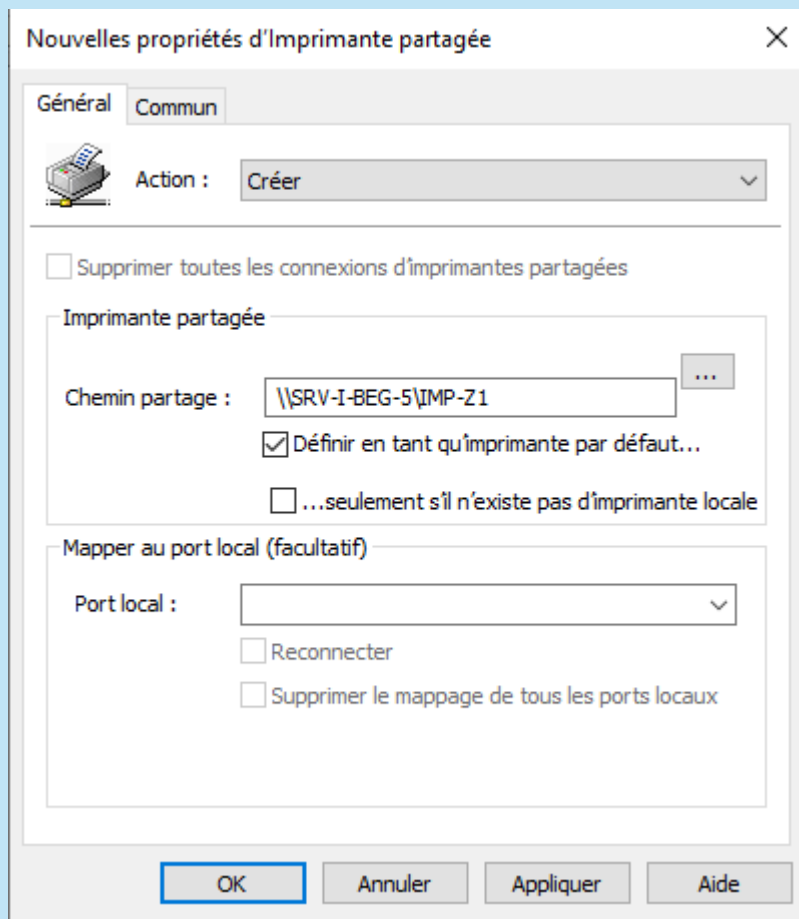 Nouvelles propriétés d'Imprimante partagée
Général Commun
Action : Créer
Supprimer toutes les connexions d'imprimantes partagées
Imprimante partagée
...
Chemin partage : \\SRV-I-BEG-5\IMP-Z1
Définir en tant qu'imprimante par défaut...
...seulement s'il n'existe pas d'imprimante locale
Mapper au port local (facultatif)
Port local :
Reconnecter
Supprimer le mappage de tous les ports locaux
OK Annuler Appliquer Aide